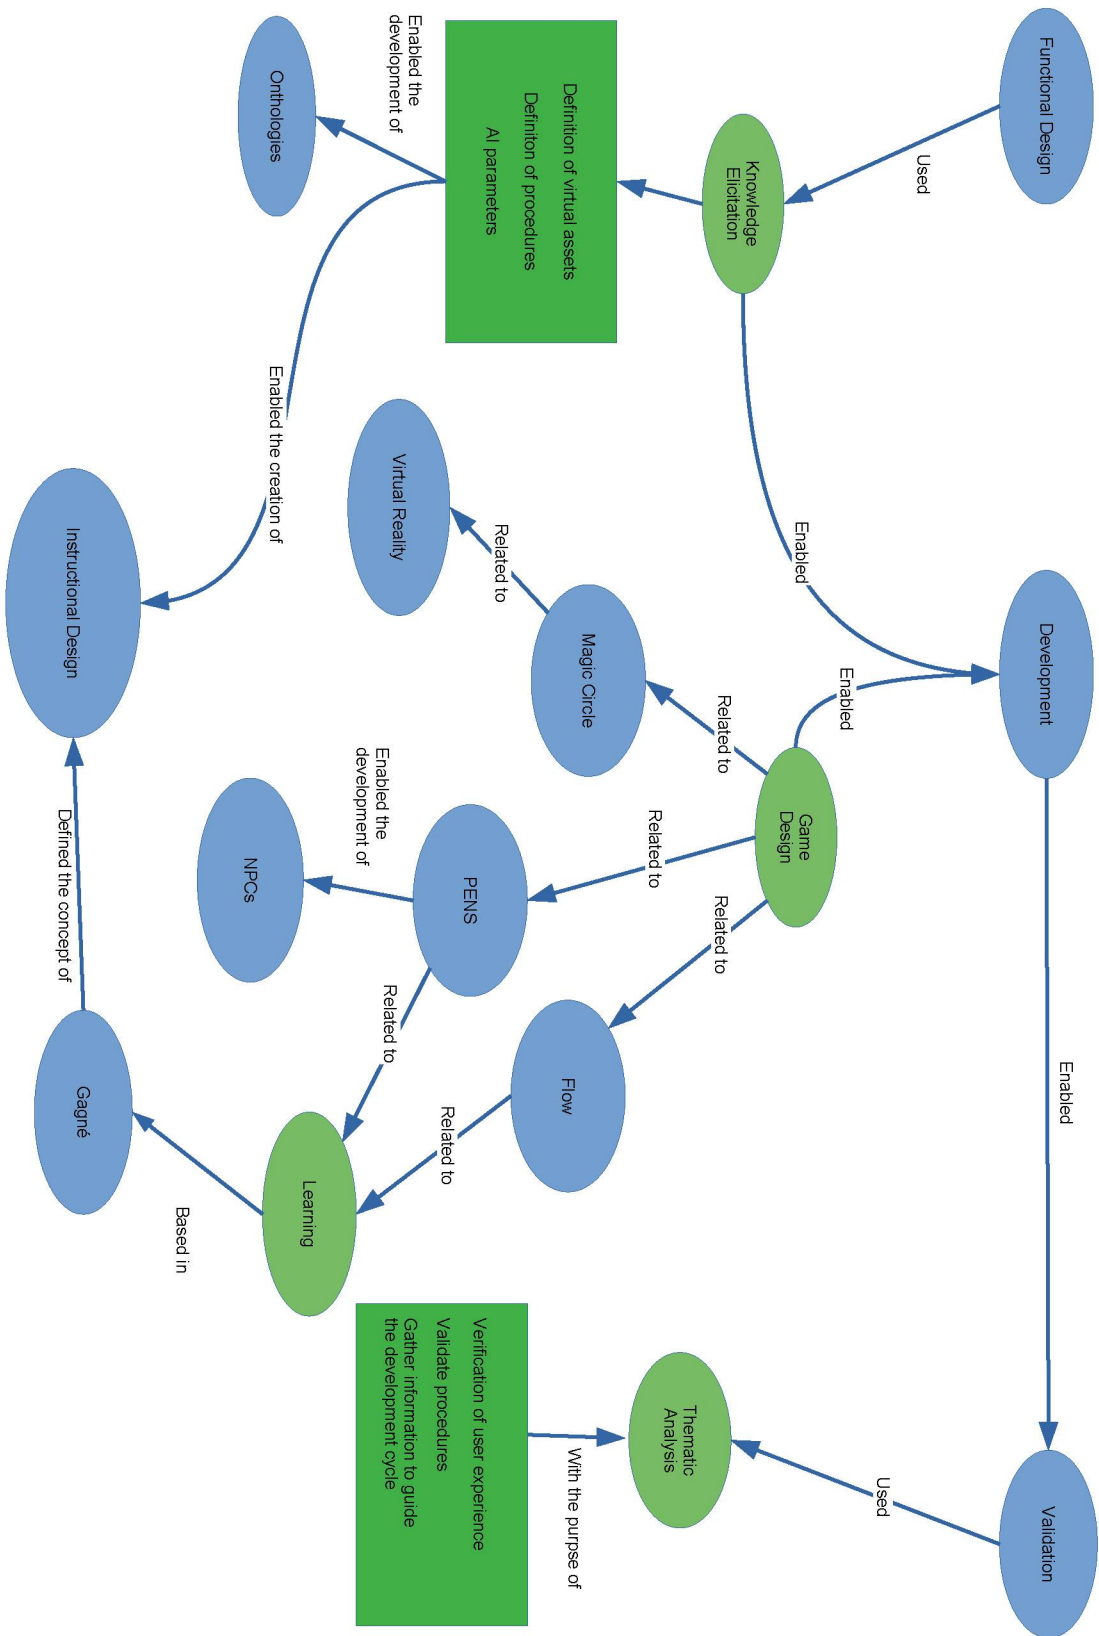 Functional Design
Used
Knowledge
Elicitation
Enabled
Development
Enabled
Enabled
Validation
Used
Thematic
Analysis
With the purpse of
Verification of user experience
Validate procedures
Gather information to guide
the development cycle
Definition of virtual assets
Definiton of procedures
AI parameters
Enabled the
development of
Onthologies
Enabled the creation of
Instructional Design
Game
Design
Related to
Magic Circle
Related to
Virtual Reality
Related to
PENS
Enabled the
development of
NPCs
Related to
Flow
Related to
Related to
Learning
Based in
Gagné
Defined the concept of